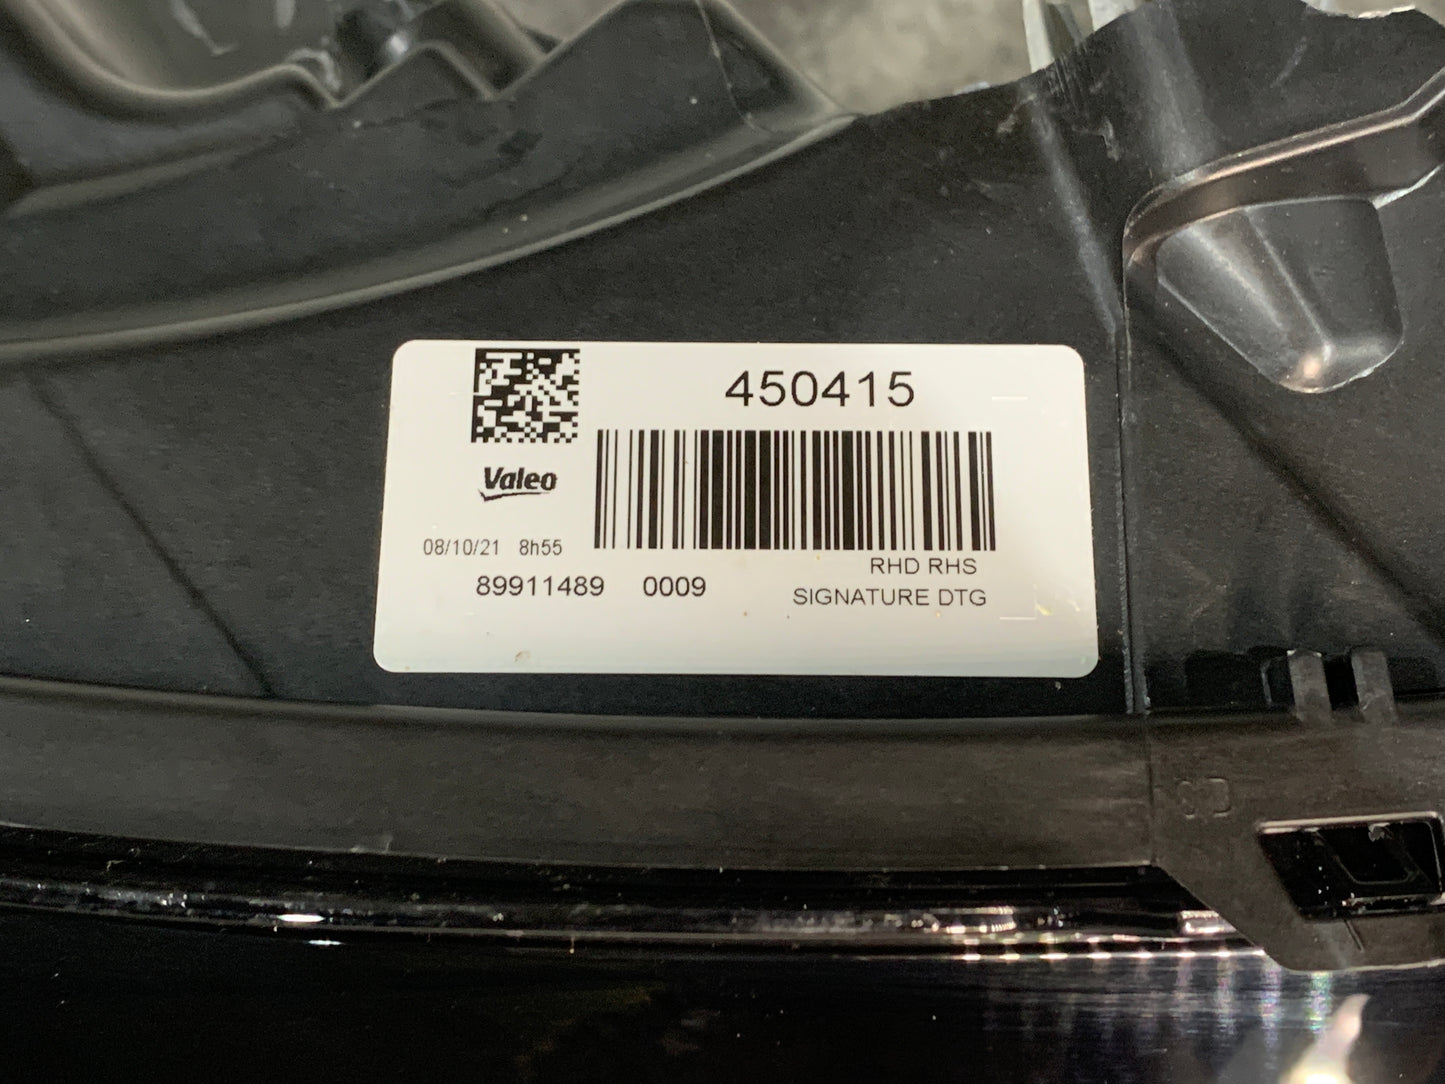 450415
Valeo
08/10/21 8h55
RHD RHS
89911489 0009
SIGNATURE DTG